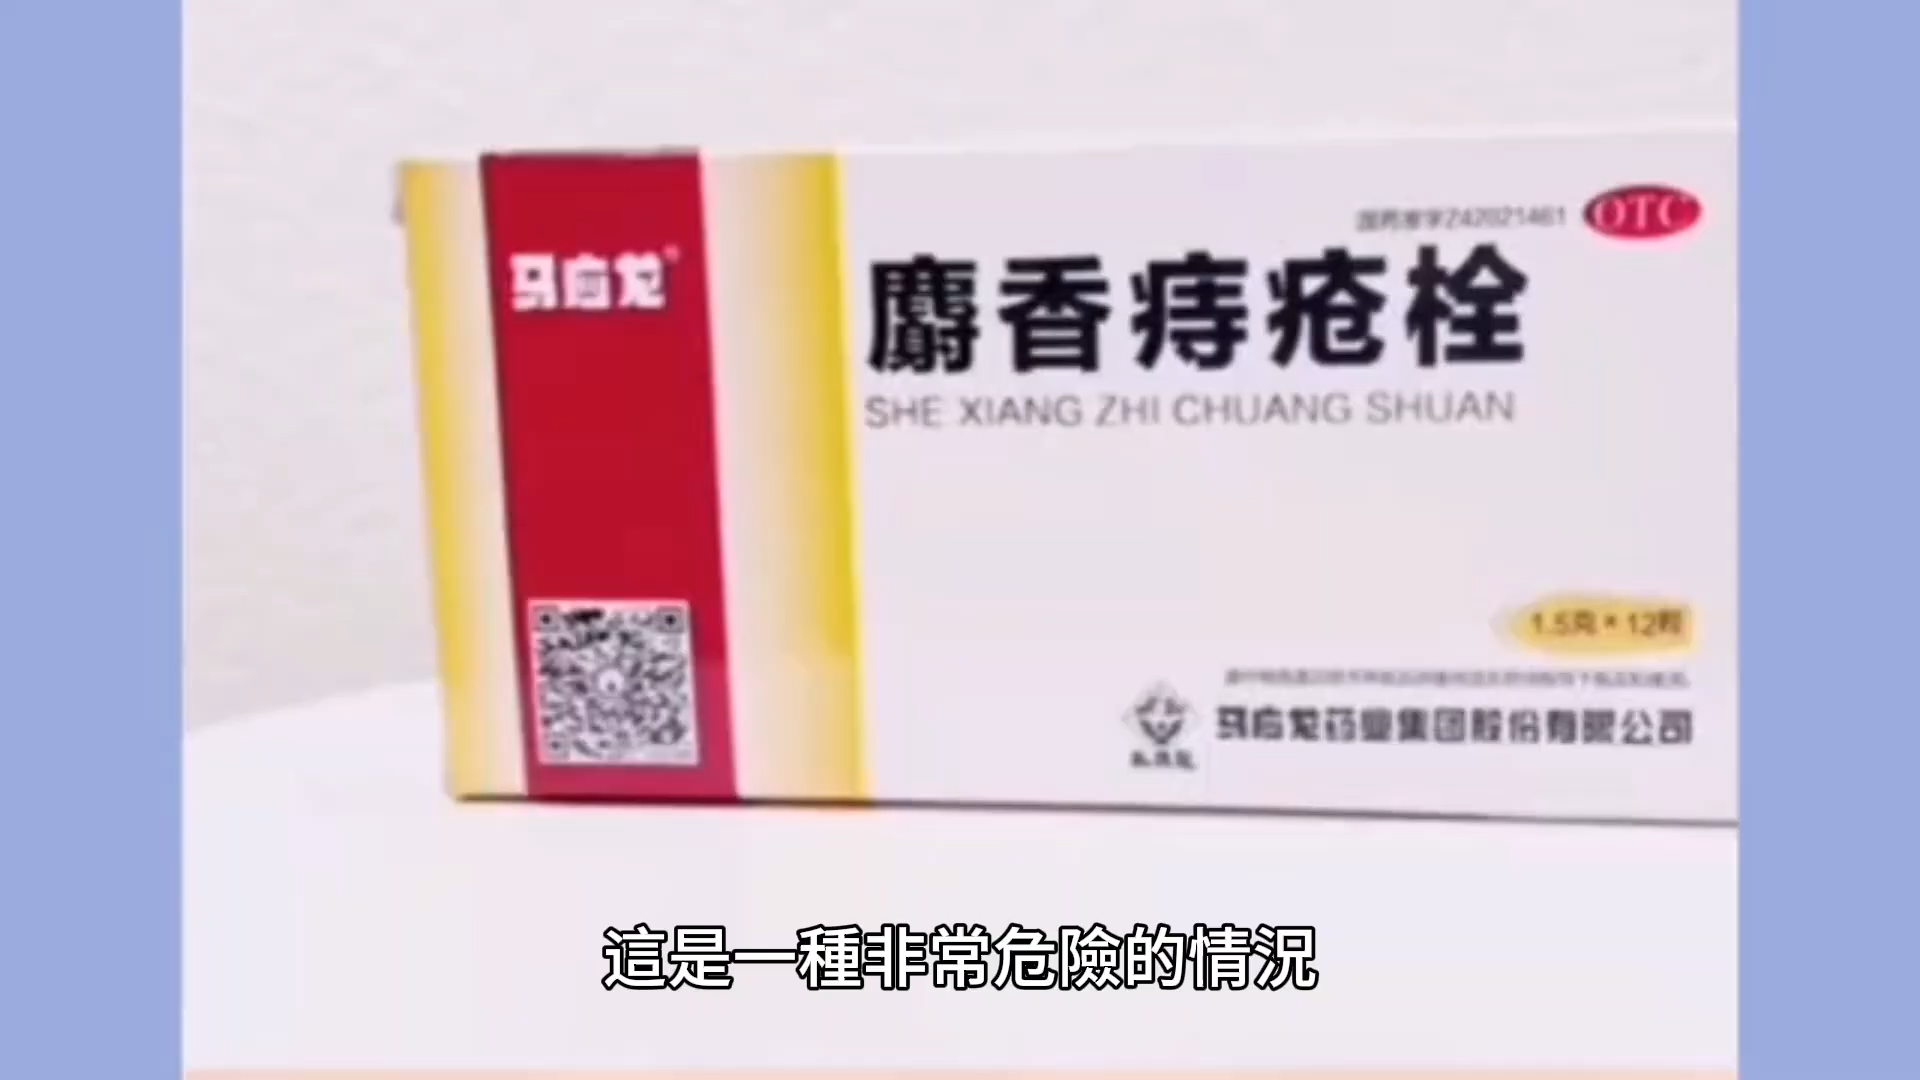 国药准字Z42021461
OTC
马应龙®
麝香痔疮栓
SHE XIANG ZHI CHUANG SHUAN
1.5克*12粒
马应龙药业集团股份有限公司
這是一種非常危險的情況